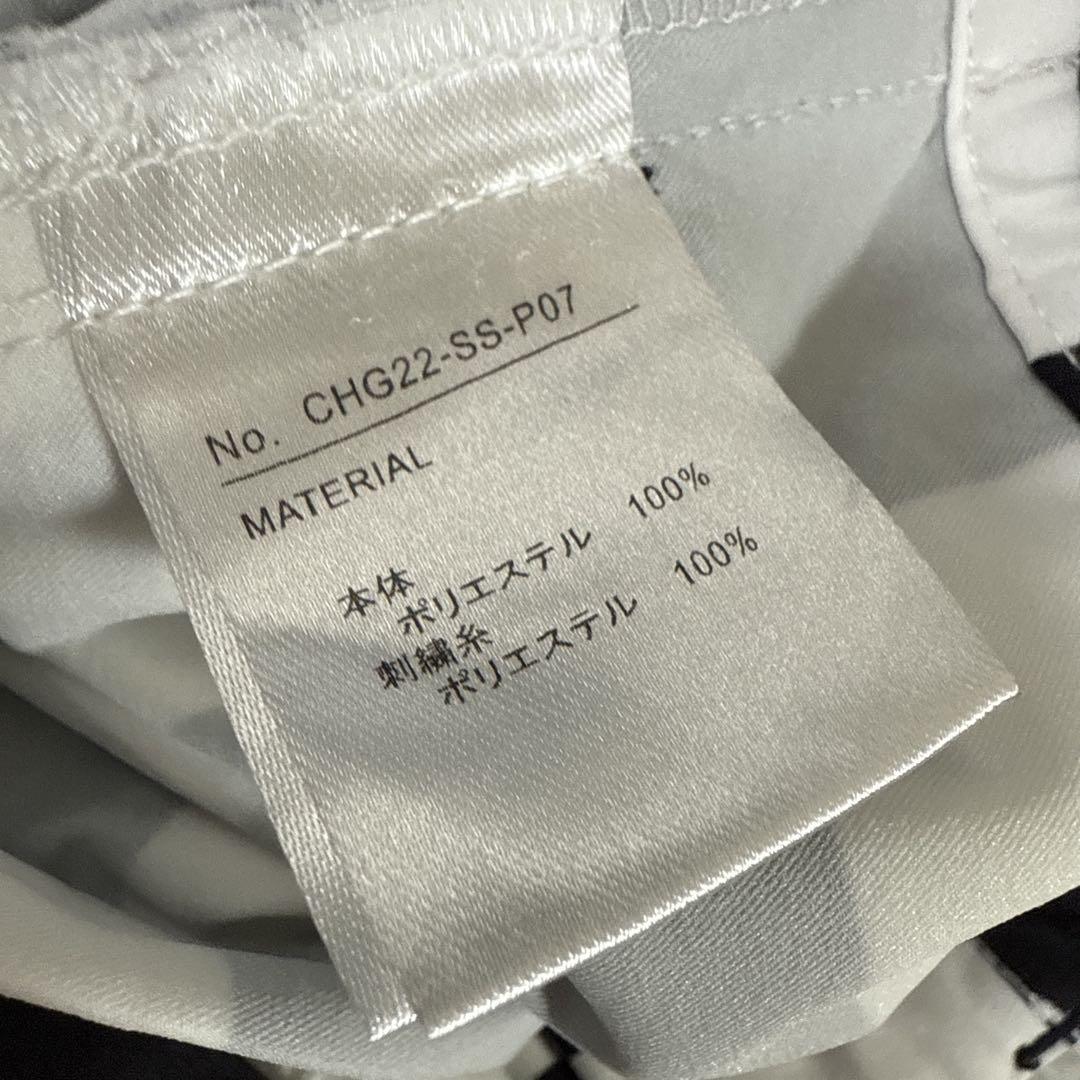 No. CHG22-SS-P07
MATERIAL
本体
ポリエステル 100%
刺繍糸
ポリエステル 100%